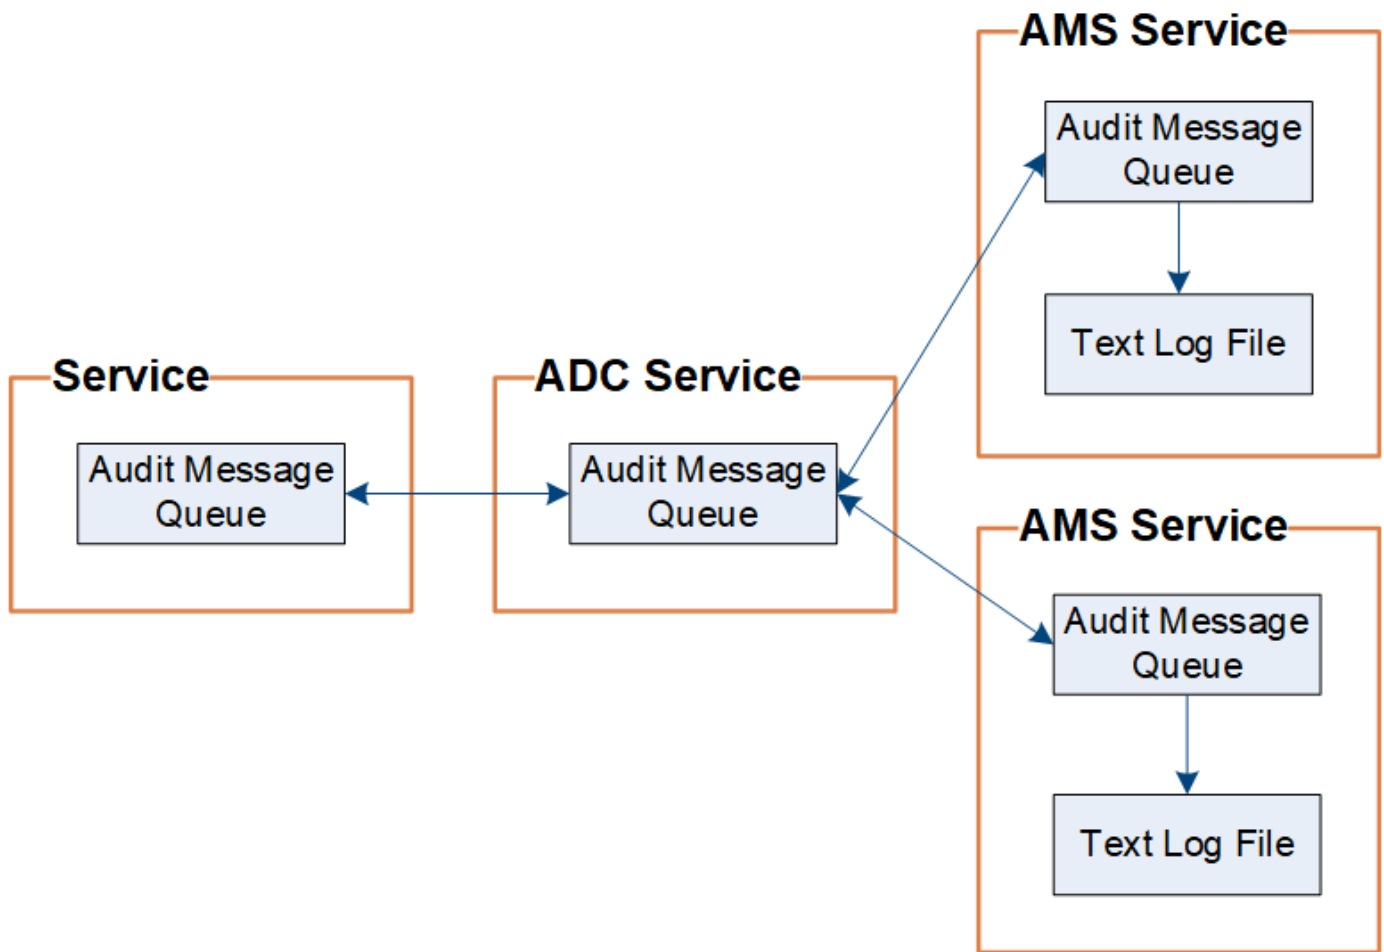 AMS Service
Audit Message
Queue
Text Log File
Service
Audit Message
Queue
ADC Service
Audit Message
Queue
AMS Service
Audit Message
Queue
Text Log File